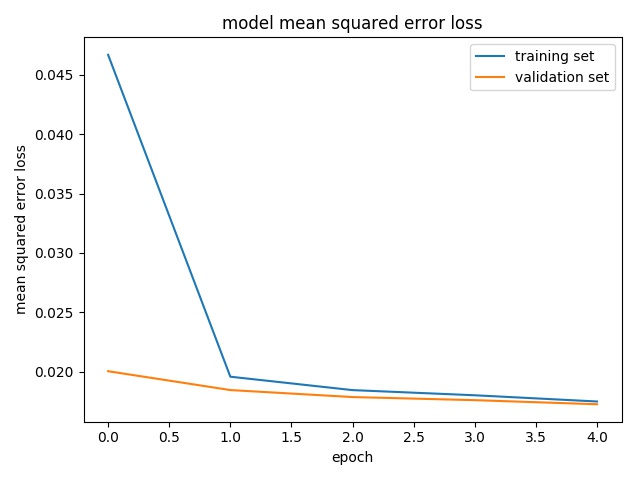 model mean squared error loss
training set
validation set
mean squared error loss
0.045
0.040
0.035
0.030
0.025
0.020
0.0 0.5 1.0 1.5 2.0 2.5 3.0 3.5 4.0
epoch